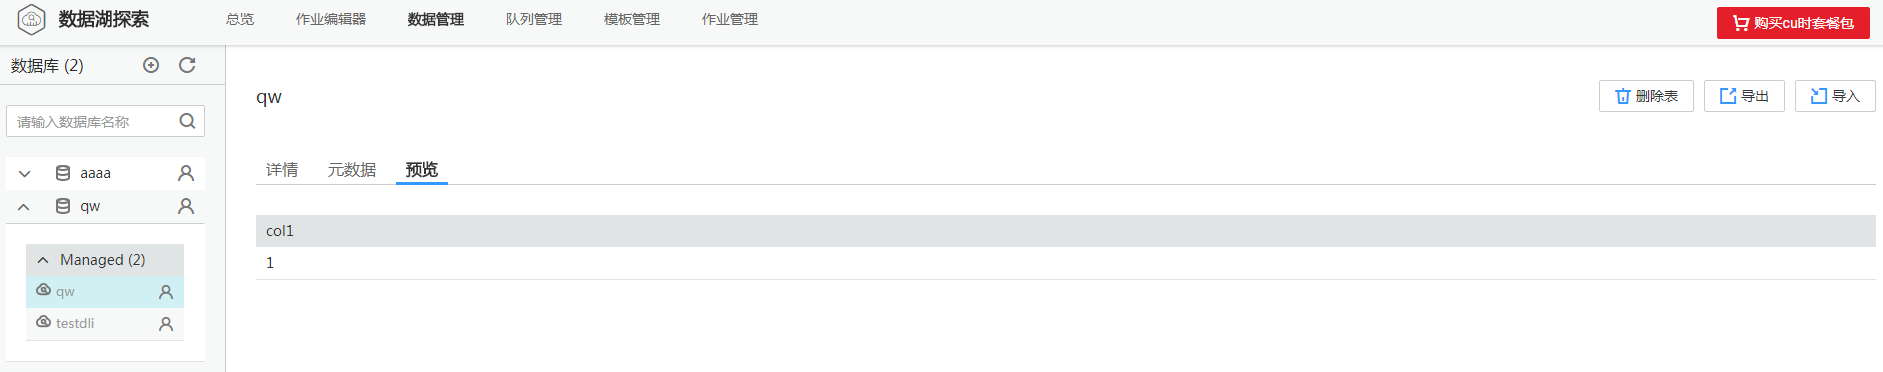 数据湖探索 总览 作业编辑器 数据管理 队列管理 模板管理 作业管理 购买cu时套餐包
数据库 (2)
请输入数据库名称
aaaa
qw
Managed (2)
qw
testdli
qw 删除表 导出 导入
详情 元数据 预览
col1
1